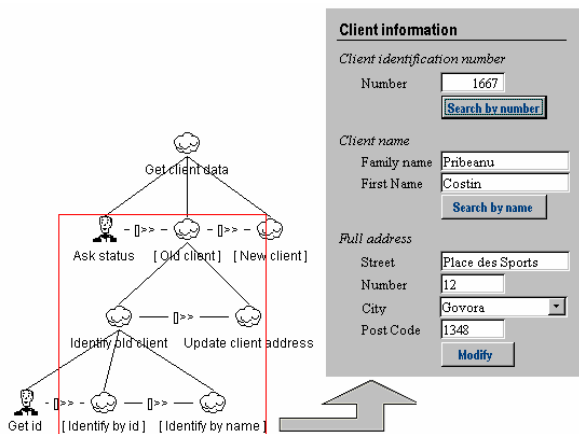 Client information
Client identification number
Number 1667
Search by number
Client name
Family name Pribeanu
First Name Costin
Search by name
Full address
Street Place des Sports
Number 12
City Govora
Post Code 1348
Modify
Get client data
- []>> - - []>> -
Ask status [ Old client ] [ New client ]
— []>> —
Identify old client Update client address
- []>> - — []>> —
Get id [ Identify by id ] [ Identify by name ]